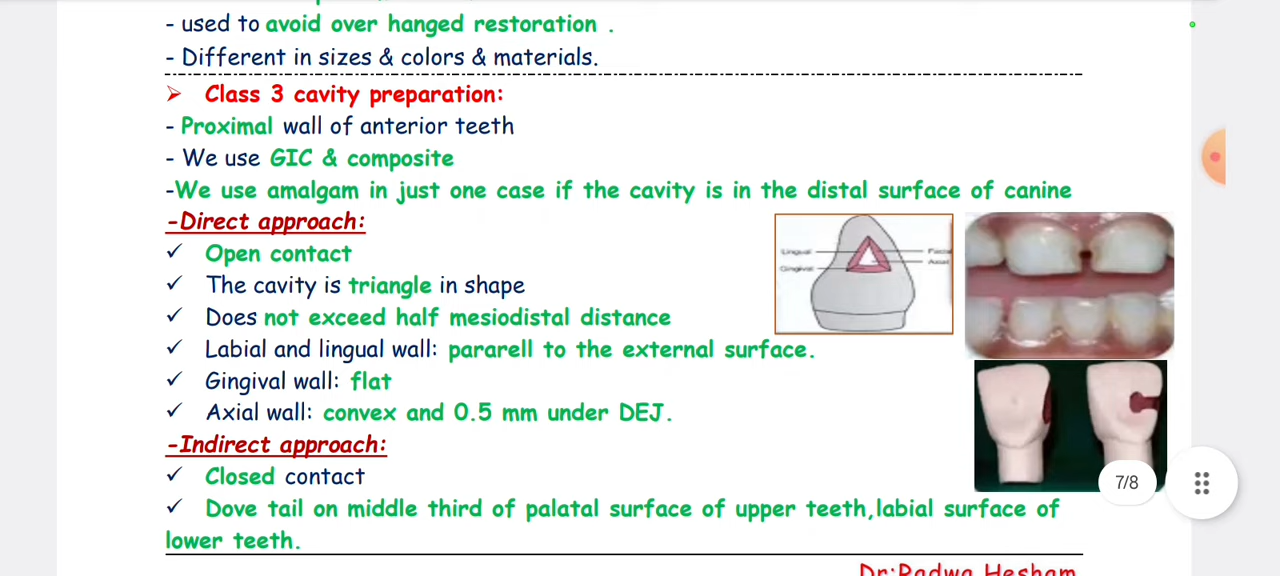 - used to avoid over hanged restoration .
- Different in sizes & colors & materials.
➢ Class 3 cavity preparation:
- Proximal wall of anterior teeth
- We use GIC & composite
-We use amalgam in just one case if the cavity is in the distal surface of canine
-Direct approach:
✓ Open contact
✓ The cavity is triangle in shape
✓ Does not exceed half mesiodistal distance
✓ Labial and lingual wall: pararell to the external surface.
✓ Gingival wall: flat
✓ Axial wall: convex and 0.5 mm under DEJ.
-Indirect approach:
✓ Closed contact
✓ Dove tail on middle third of palatal surface of upper teeth,labial surface of
lower teeth.
Lingual
Gingival
Axial
7/8
Dr:Radwa Hesham